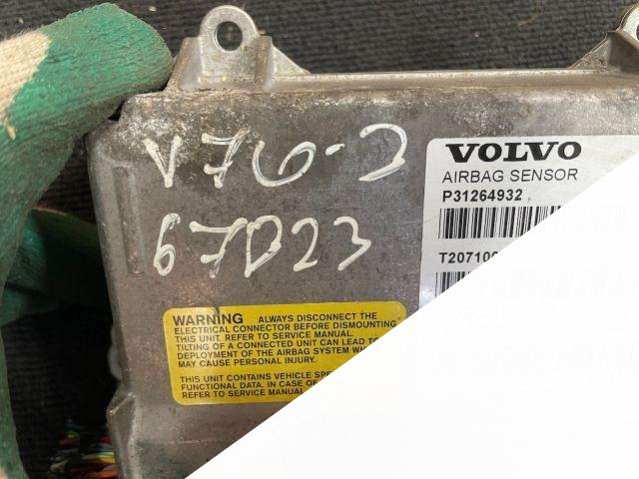 V76-2
67D23
VOLVO
AIRBAG SENSOR
P31264932
WARNING ALWAYS DISCONNECT THE
ELECTRICAL CONNECTOR BEFORE DISMOUNTING
THIS UNIT. REFER TO SERVICE MANUAL.
TILTING OF A CONNECTED UNIT CAN LEAD TO
DEPLOYMENT OF THE AIRBAG SYSTEM
MAY CAUSE PERSONAL INJURY.
THIS UNIT CONTAINS VEHICLE
FUNCTIONAL DATA. IN CASE OF
REFER TO SERVICE MANUAL